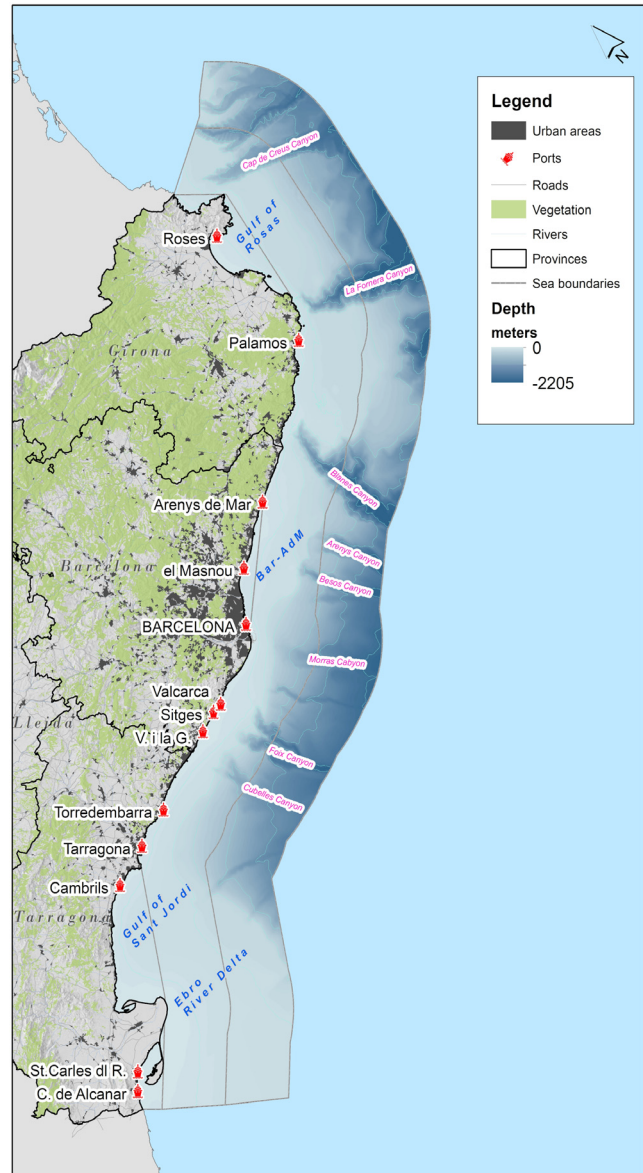 N
Legend
Urban areas
Ports
Roads
Vegetation
Rivers
Provinces
Sea boundaries
Depth
meters
0
-2205
Cap de Creus Canyon
Gulf of
Rosas
Roses
La Fornera Canyon
Palamos
Girona
Blanes Canyon
Arenys de Mar
Bar-AdM
Arenys Canyon
Barcelona
el Masnou
Besos Canyon
BARCELONA
Morras Cabyon
Valcarca
Sitges
Llejda
V. i la G.
Foix Canyon
Cubelles Canyon
Torredembarra
Tarragona
Cambrils
Tarragona
Gulf of
Sant Jordi
Ebro
River Delta
St.Carles dl R.
C. de Alcanar